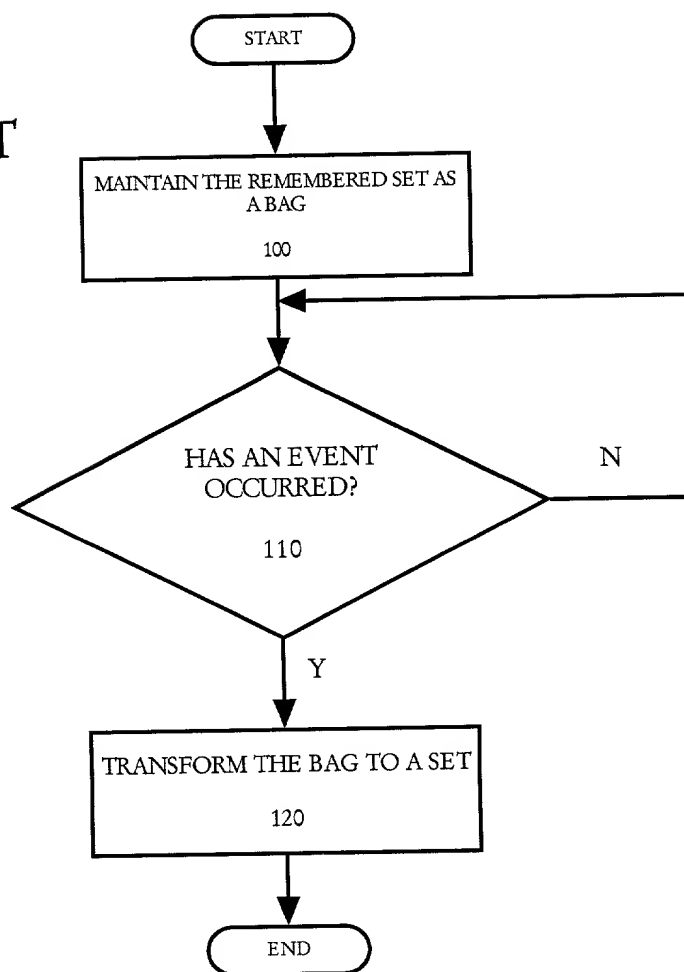 START
T
MAINTAIN THE REMEMBERED SET AS
A BAG
100
HAS AN EVENT
OCCURRED?
110
N
Y
TRANSFORM THE BAG TO A SET
120
END